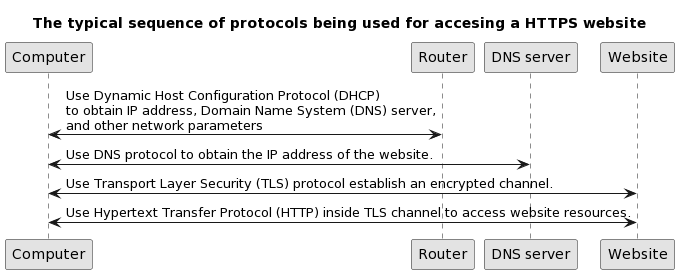 The typical sequence of protocols being used for accesing a HTTPS website
Computer
Router
DNS server
Website
Use Dynamic Host Configuration Protocol (DHCP)
to obtain IP address, Domain Name System (DNS) server,
and other network parameters
Use DNS protocol to obtain the IP address of the website.
Use Transport Layer Security (TLS) protocol establish an encrypted channel.
Use Hypertext Transfer Protocol (HTTP) inside TLS channel to access website resources.
Computer
Router
DNS server
Website